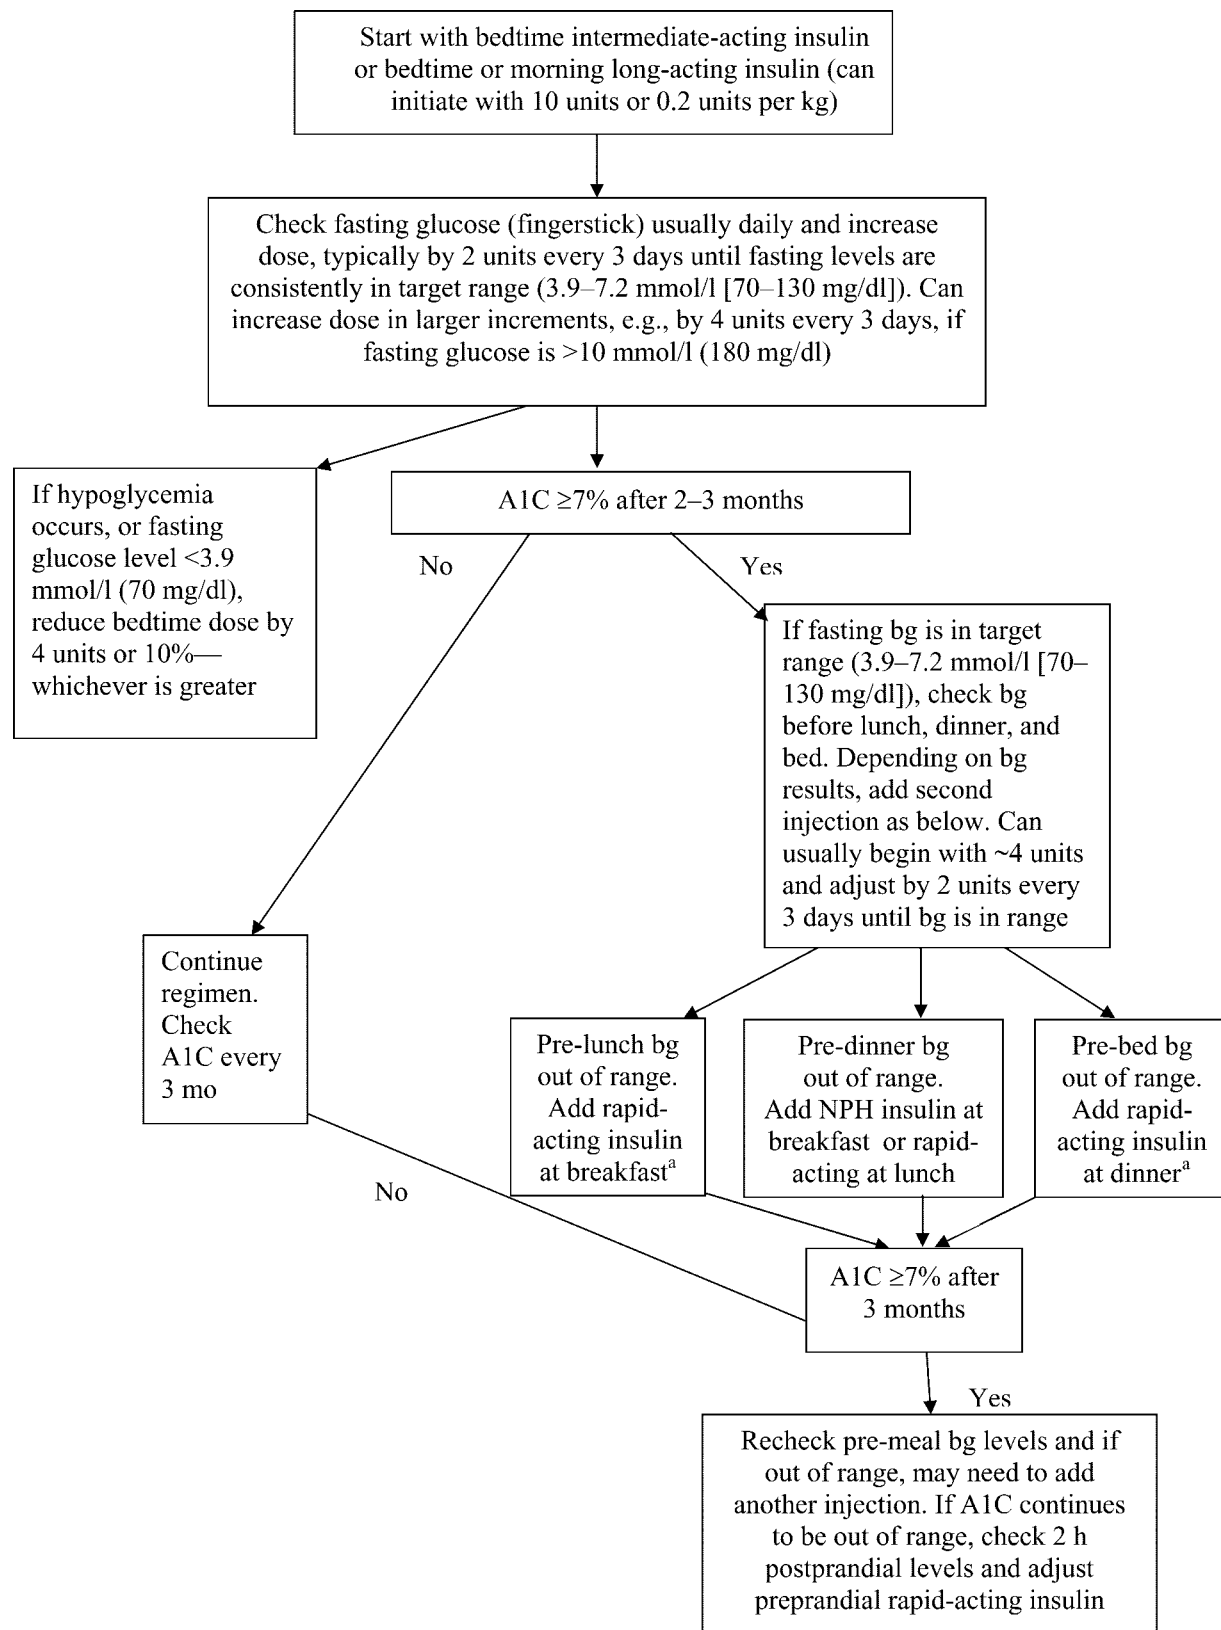 Start with bedtime intermediate-acting insulin
or bedtime or morning long-acting insulin (can
initiate with 10 units or 0.2 units per kg)
Check fasting glucose (fingerstick) usually daily and increase
dose, typically by 2 units every 3 days until fasting levels are
consistently in target range (3.9–7.2 mmol/l [70–130 mg/dl]). Can
increase dose in larger increments, e.g., by 4 units every 3 days, if
fasting glucose is >10 mmol/l (180 mg/dl)
If hypoglycemia
occurs, or fasting
glucose level <3.9
mmol/l (70 mg/dl),
reduce bedtime dose by
4 units or 10%—
whichever is greater
A1C ≥7% after 2–3 months
No
Yes
If fasting bg is in target
range (3.9–7.2 mmol/l [70–
130 mg/dl]), check bg
before lunch, dinner, and
bed. Depending on bg
results, add second
injection as below. Can
usually begin with ~4 units
and adjust by 2 units every
3 days until bg is in range
Continue
regimen.
Check
A1C every
3 mo
Pre-lunch bg
out of range.
Add rapid-
acting insulin
at breakfastᵃ
Pre-dinner bg
out of range.
Add NPH insulin at
breakfast or rapid-
acting at lunch
Pre-bed bg
out of range.
Add rapid-
acting insulin
at dinnerᵃ
No
A1C ≥7% after
3 months
Yes
Recheck pre-meal bg levels and if
out of range, may need to add
another injection. If A1C continues
to be out of range, check 2 h
postprandial levels and adjust
preprandial rapid-acting insulin